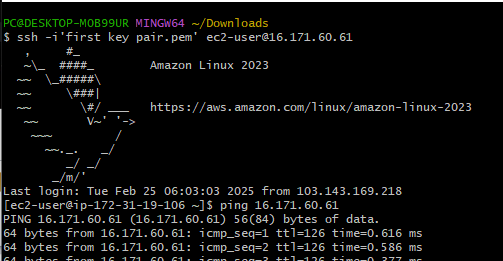 PC@DESKTOP-MOB99UR MINGW64 ~/Downloads
$ ssh -i'first key pair.pem' ec2-user@16.171.60.61
   ,     #_
   ~\_  ####_        Amazon Linux 2023
  ~~  \_#####\
  ~~     \###|
  ~~       \#/ ___   https://aws.amazon.com/linux/amazon-linux-2023
   ~~       V~' '->
    ~~~         /
      ~~._.   _/
         _/ _/
       _/m/'
Last login: Tue Feb 25 06:03:03 2025 from 103.143.169.218
[ec2-user@ip-172-31-19-106 ~]$ ping 16.171.60.61
PING 16.171.60.61 (16.171.60.61) 56(84) bytes of data.
64 bytes from 16.171.60.61: icmp_seq=1 ttl=126 time=0.616 ms
64 bytes from 16.171.60.61: icmp_seq=2 ttl=126 time=0.586 ms
64 bytes from 16.171.60.61: icmp_seq=3 ttl=126 time=0.377 ms